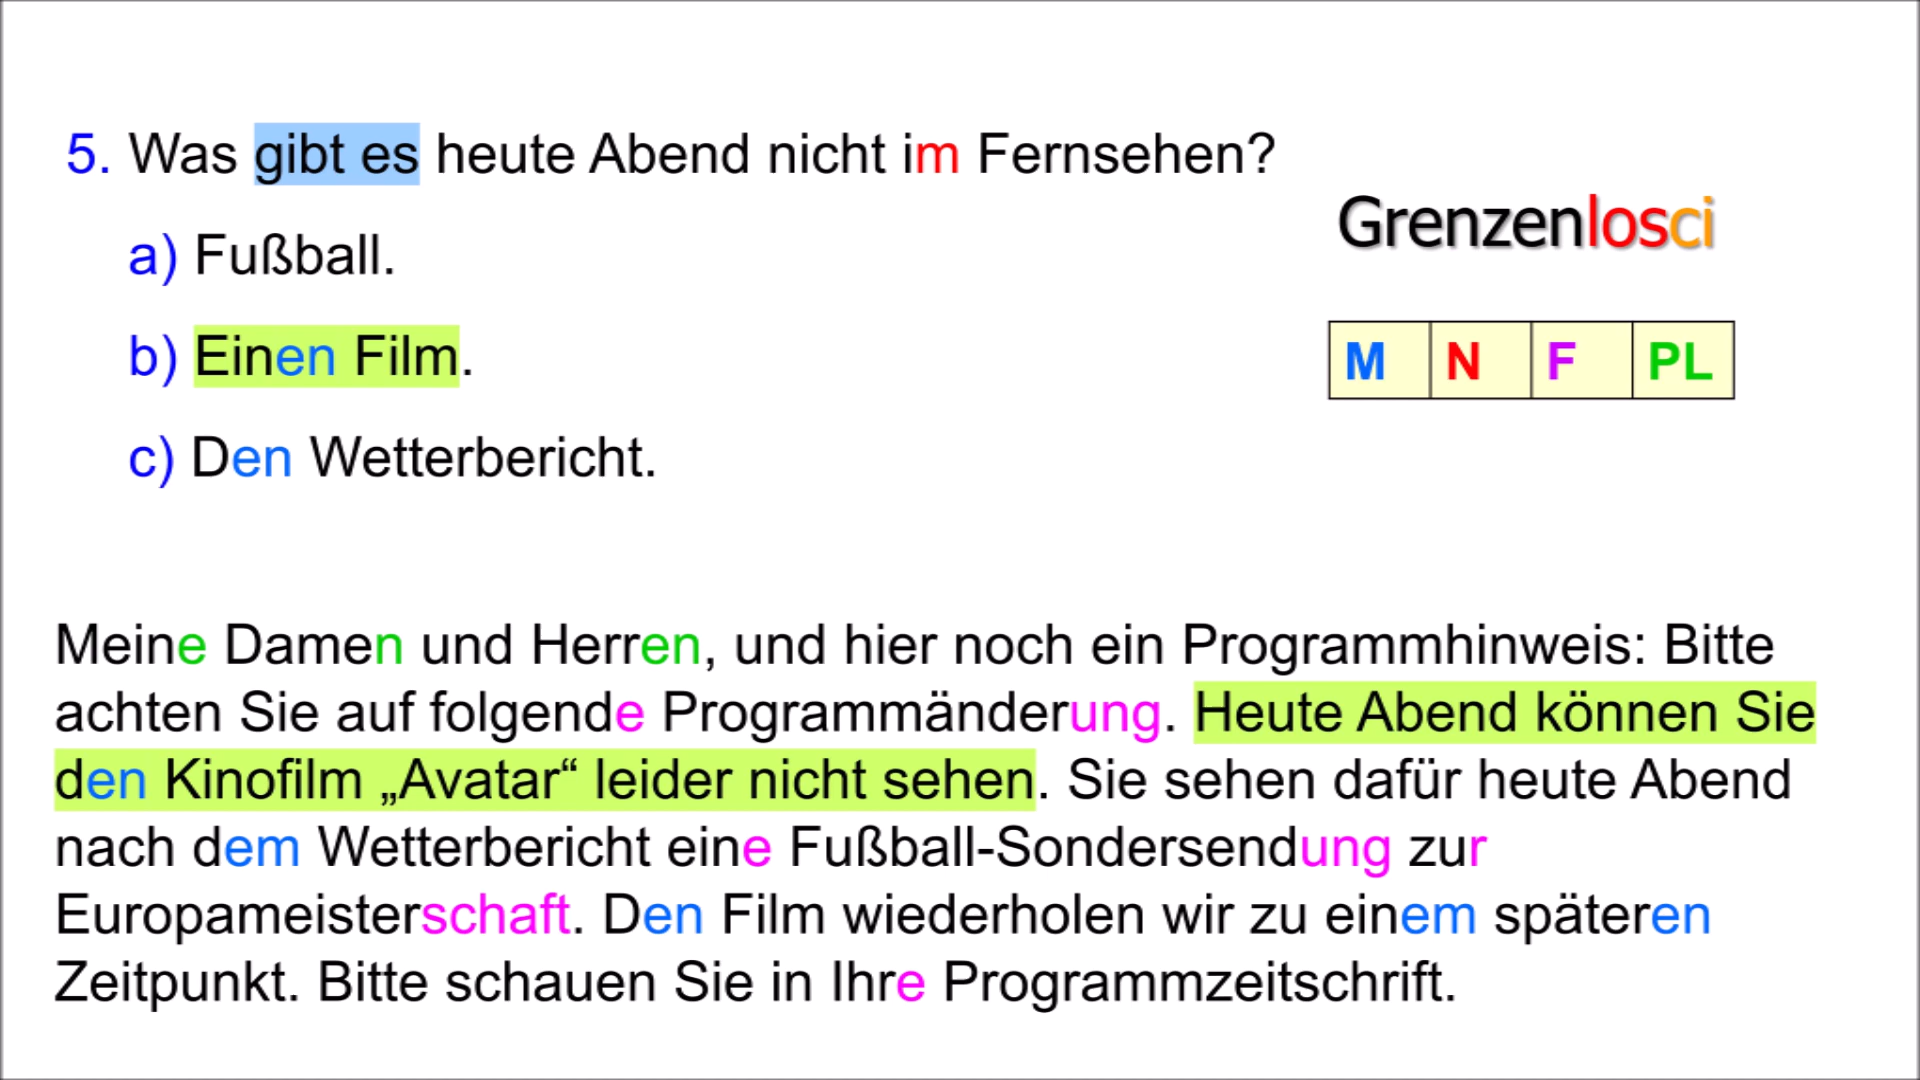 5. Was gibt es heute Abend nicht im Fernsehen?
Grenzenlosci
a) Fußball.
b) Einen Film.
M N F PL
c) Den Wetterbericht.
Meine Damen und Herren, und hier noch ein Programmhinweis: Bitte
achten Sie auf folgende Programmänderung. Heute Abend können Sie
den Kinofilm „Avatar“ leider nicht sehen. Sie sehen dafür heute Abend
nach dem Wetterbericht eine Fußball-Sondersendung zur
Europameisterschaft. Den Film wiederholen wir zu einem späteren
Zeitpunkt. Bitte schauen Sie in Ihre Programmzeitschrift.